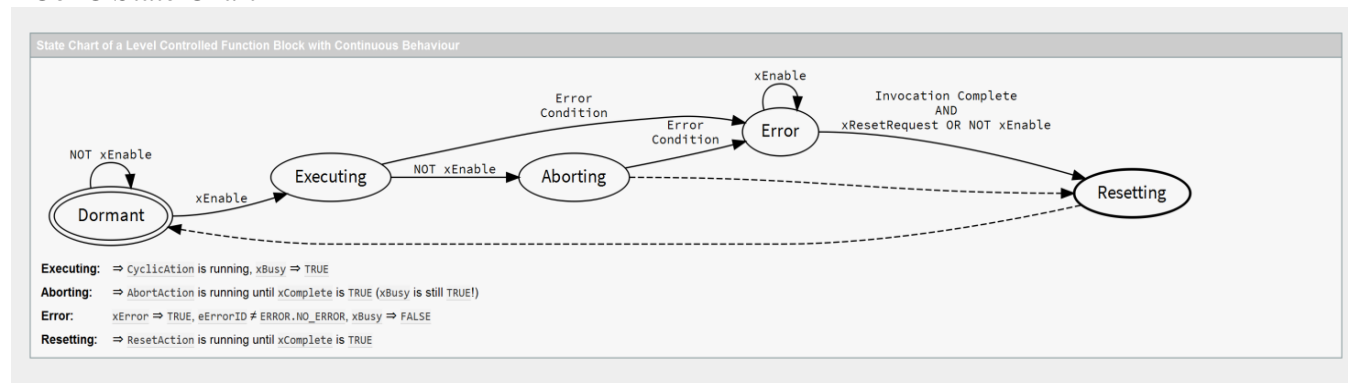 State Chart of a Level Controlled Function Block with Continuous Behaviour
xEnable
Error
Condition
Invocation Complete
AND
xResetRequest OR NOT xEnable
Error
Condition
Error
NOT xEnable
Executing
NOT xEnable
Aborting
Resetting
xEnable
Dormant
Executing: ⇒ CyclicAtion is running, xBusy ⇒ TRUE
Aborting: ⇒ AbortAction is running until xComplete is TRUE (xBusy is still TRUE!)
Error: xError ⇒ TRUE, eErrorID ≠ ERROR.NO_ERROR, xBusy ⇒ FALSE
Resetting: ⇒ ResetAction is running until xComplete is TRUE